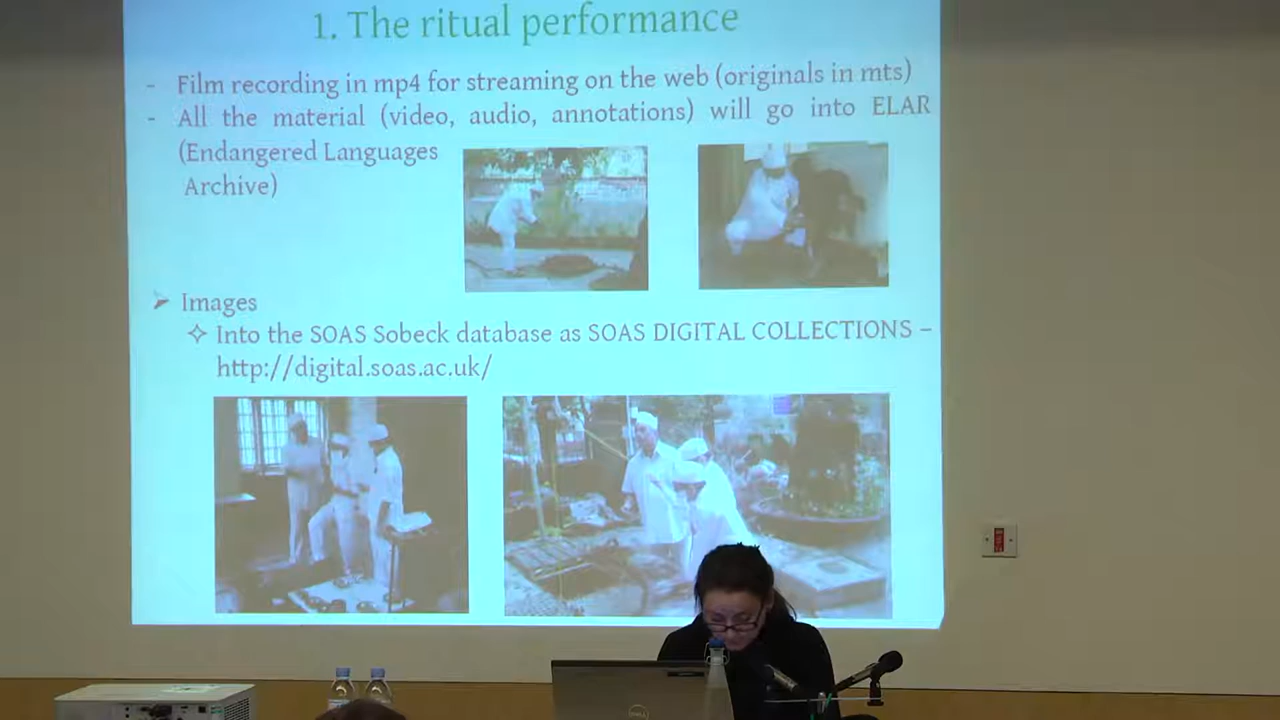 1. The ritual performance
- Film recording in mp4 for streaming on the web (originals in mts)
- All the material (video, audio, annotations) will go into ELAR
(Endangered Languages
Archive)
Images
Into the SOAS Sobeck database as SOAS DIGITAL COLLECTIONS –
http://digital.soas.ac.uk/
DELL